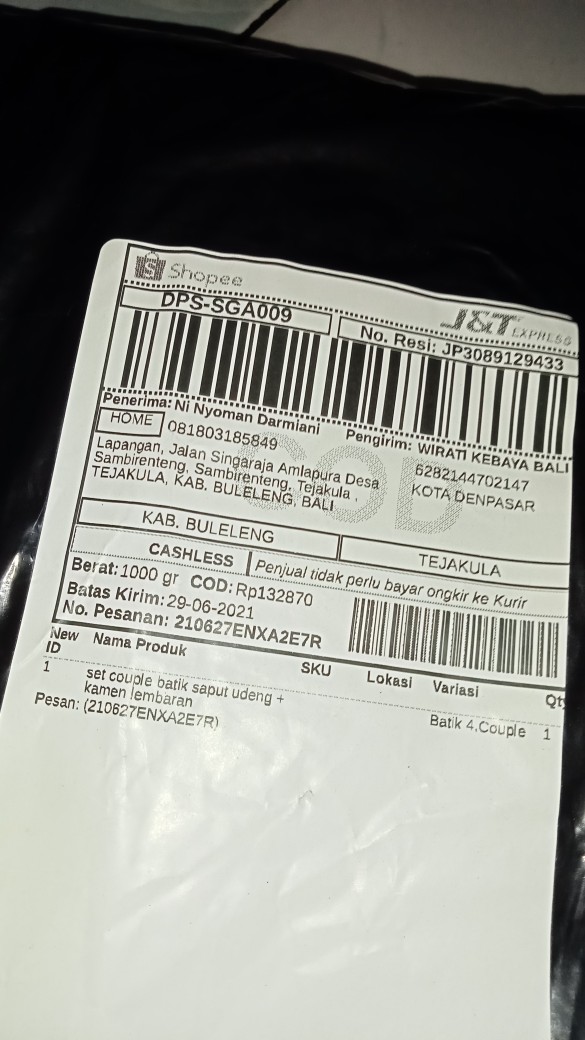 Shopee
J&T EXPRESS
DPS-SGA009
No. Resi: JP3089129433
Penerima: Ni Nyoman Darmiani
HOME 081803185849
Lapangan, Jalan Singaraja Amlapura Desa
Sambirenteng, Sambirenteng, Tejakula ,
TEJAKULA, KAB. BULELENG, BALI
Pengirim: WIRATI KEBAYA BALI
6282144702147
KOTA DENPASAR
COD
KAB. BULELENG
TEJAKULA
CASHLESS Penjual tidak perlu bayar ongkir ke Kurir
Berat: 1000 gr COD: Rp132870
Batas Kirim: 29-06-2021
No. Pesanan: 210627ENXA2E7R
New ID Nama Produk SKU Lokasi Variasi Qty
1 set couple batik saput udeng + Batik 4,Couple 1
kamen lembaran
Pesan: (210627ENXA2E7R)